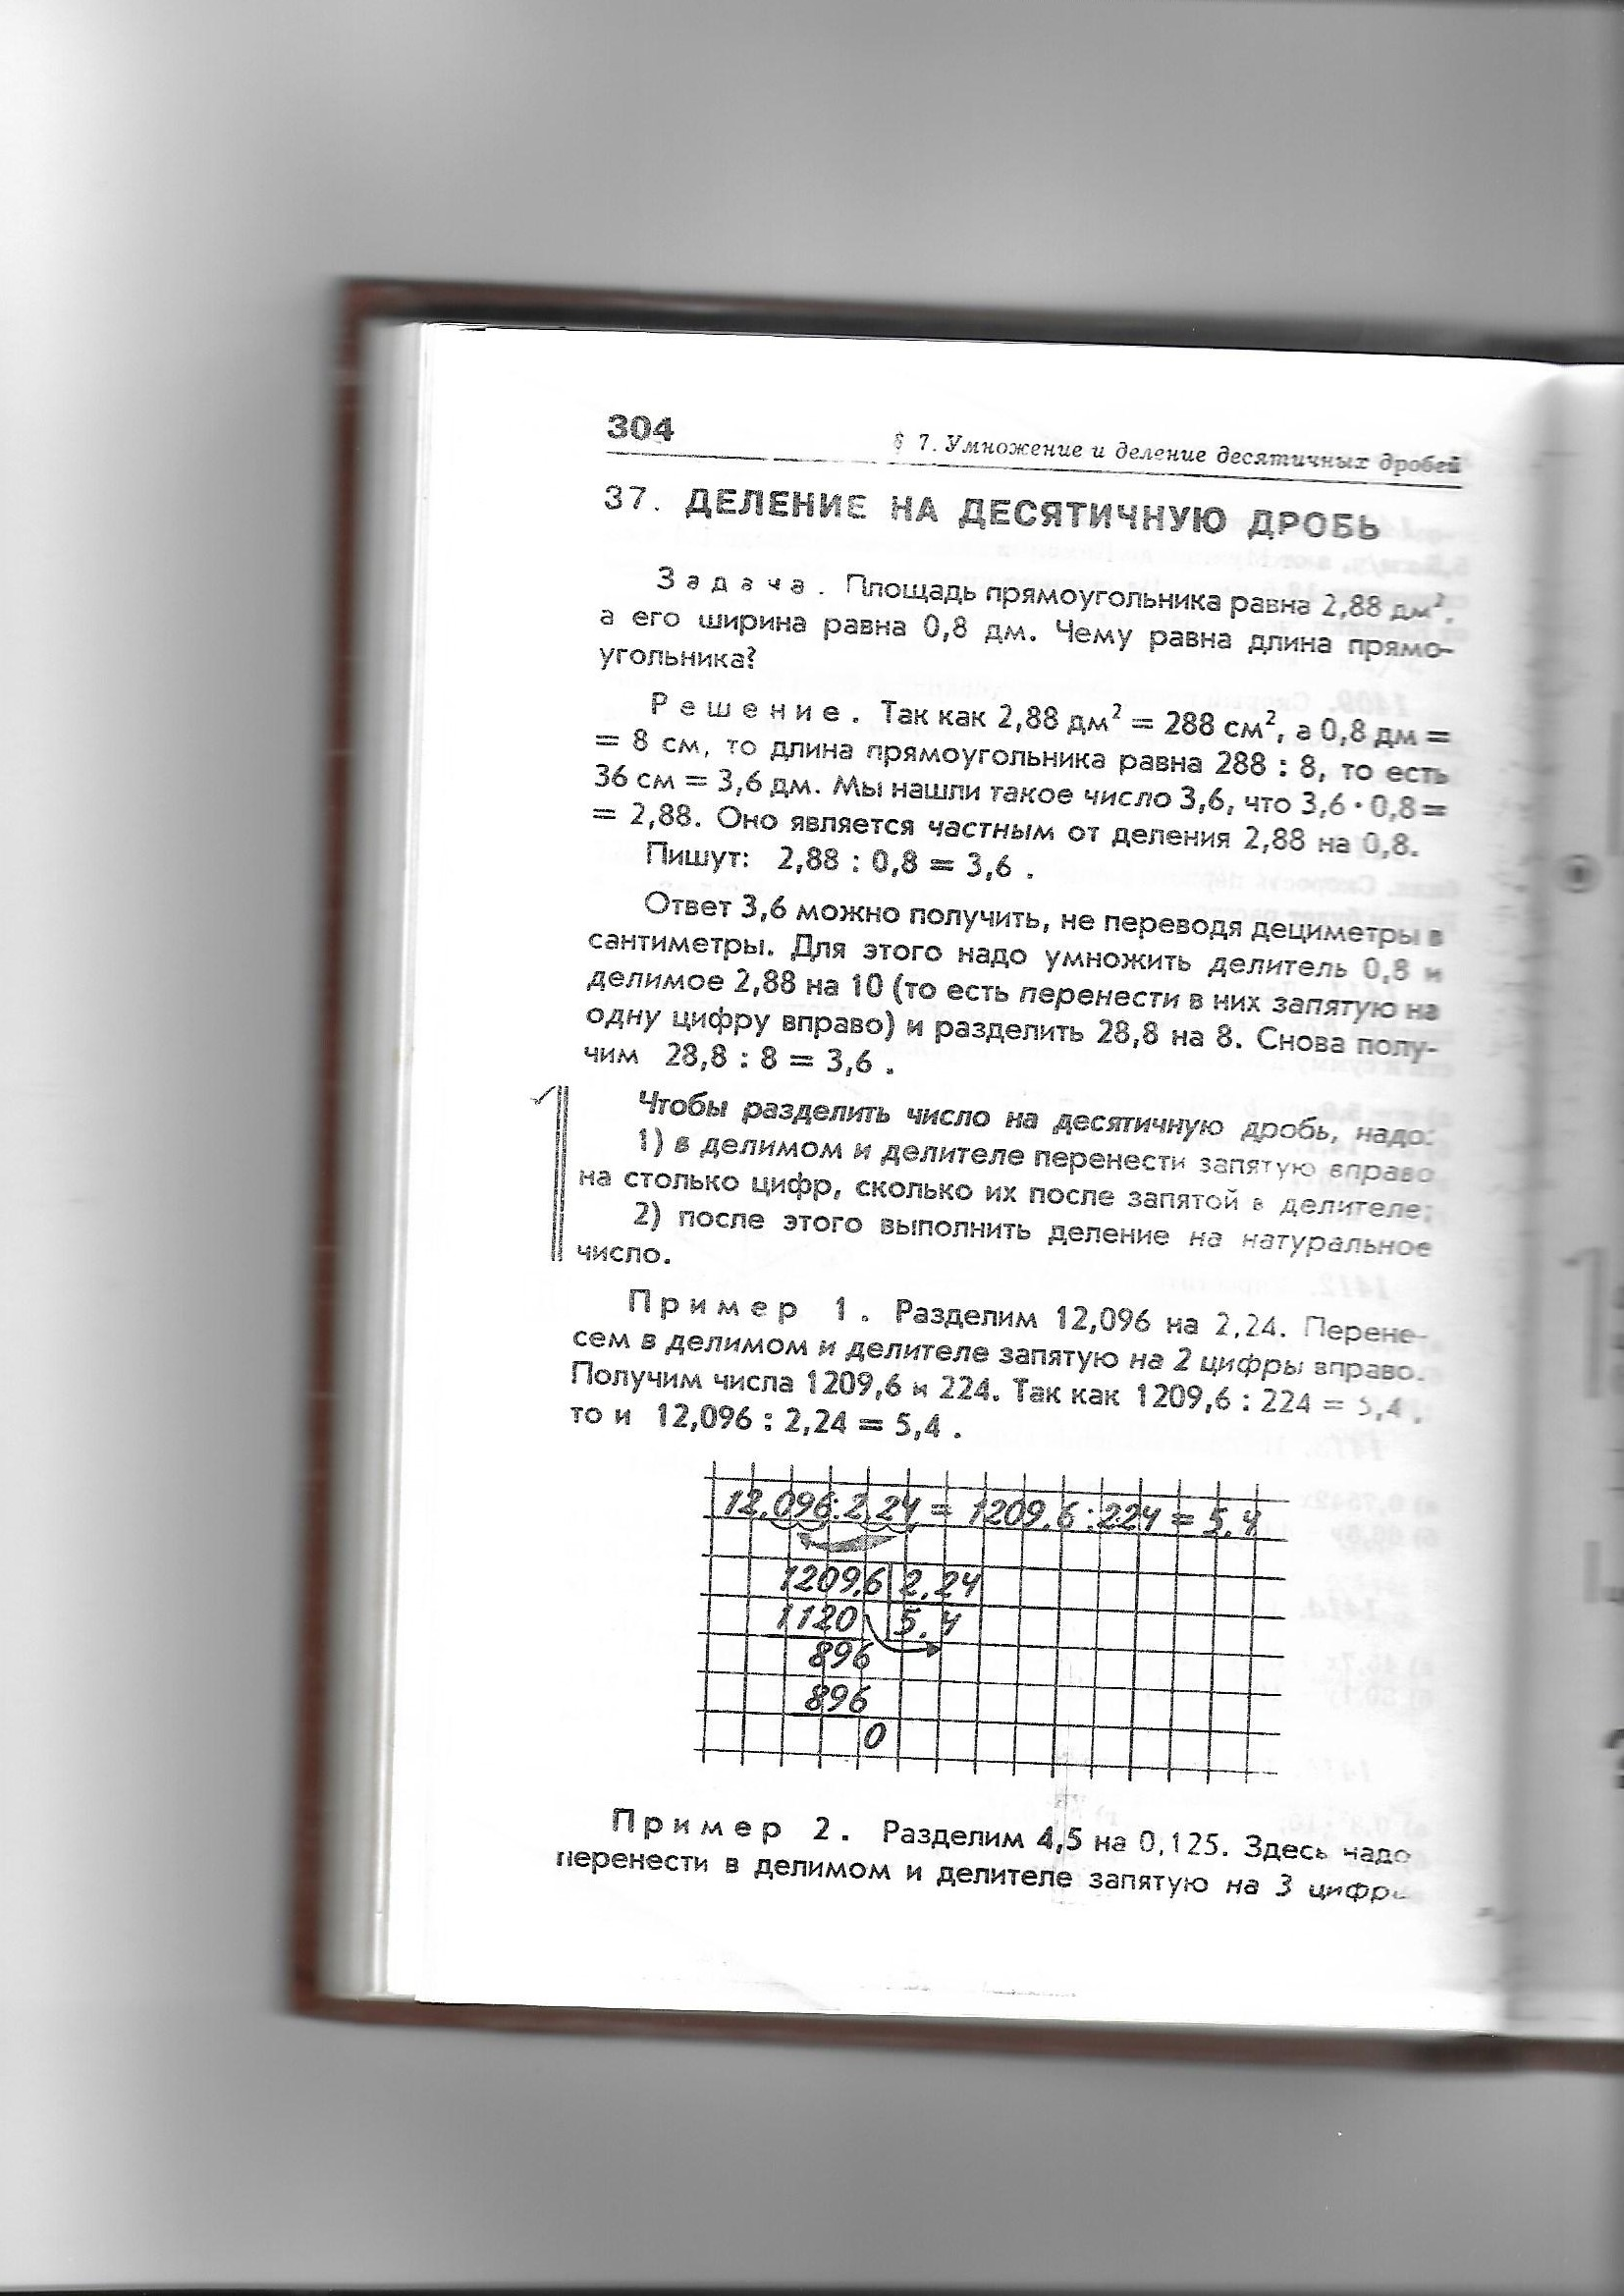 304
§ 7. Умножение и деление десятичных дробей
37. ДЕЛЕНИЕ НА ДЕСЯТИЧНУЮ ДРОБЬ
Задача. Площадь прямоугольника равна 2,88 дм²,
а его ширина равна 0,8 дм. Чему равна длина прямо-
угольника?
Решение. Так как 2,88 дм² = 288 см², а 0,8 дм =
= 8 см, то длина прямоугольника равна 288 : 8, то есть
36 см = 3,6 дм. Мы нашли такое число 3,6, что 3,6 · 0,8 =
= 2,88. Оно является частным от деления 2,88 на 0,8.
Пишут: 2,88 : 0,8 = 3,6 .
Ответ 3,6 можно получить, не переводя дециметры в
сантиметры. Для этого надо умножить делитель 0,8 и
делимое 2,88 на 10 (то есть перенести в них запятую на
одну цифру вправо) и разделить 28,8 на 8. Снова полу-
чим 28,8 : 8 = 3,6 .
Чтобы разделить число на десятичную дробь, надо:
1) в делимом и делителе перенести запятую вправо
на столько цифр, сколько их после запятой в делителе;
2) после этого выполнить деление на натуральное
число.
Пример 1. Разделим 12,096 на 2,24. Перене-
сем в делимом и делителе запятую на 2 цифры вправо.
Получим числа 1209,6 и 224. Так как 1209,6 : 224 = 5,4 ,
то и 12,096 : 2,24 = 5,4 .
12,096:2,24 = 1209,6:224 = 5,4
1209,6 2,24
1120 5,4
896
896
0
Пример 2. Разделим 4,5 на 0,125. Здесь надо
перенести в делимом и делителе запятую на 3 цифры